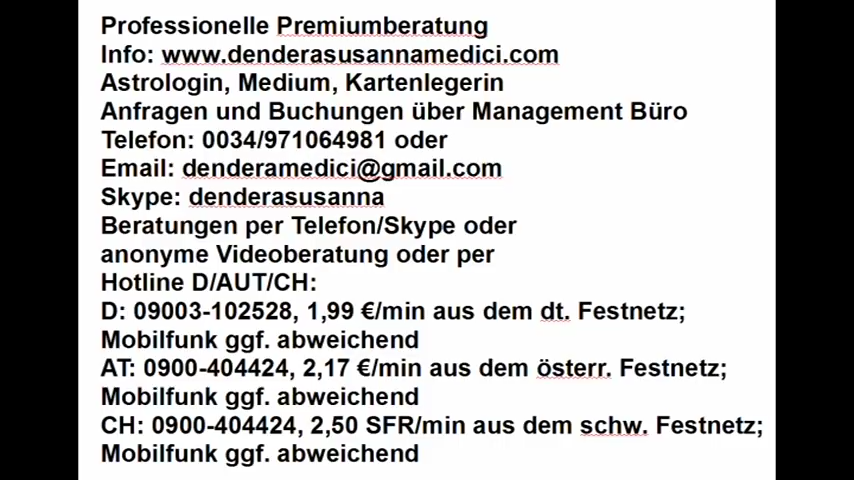 Professionelle Premiumberatung
Info: www.denderasusannamedici.com
Astrologin, Medium, Kartenlegerin
Anfragen und Buchungen über Management Büro
Telefon: 0034/971064981 oder
Email: denderamedici@gmail.com
Skype: denderasusanna
Beratungen per Telefon/Skype oder
anonyme Videoberatung oder per
Hotline D/AUT/CH:
D: 09003-102528, 1,99 €/min aus dem dt. Festnetz;
Mobilfunk ggf. abweichend
AT: 0900-404424, 2,17 €/min aus dem österr. Festnetz;
Mobilfunk ggf. abweichend
CH: 0900-404424, 2,50 SFR/min aus dem schw. Festnetz;
Mobilfunk ggf. abweichend